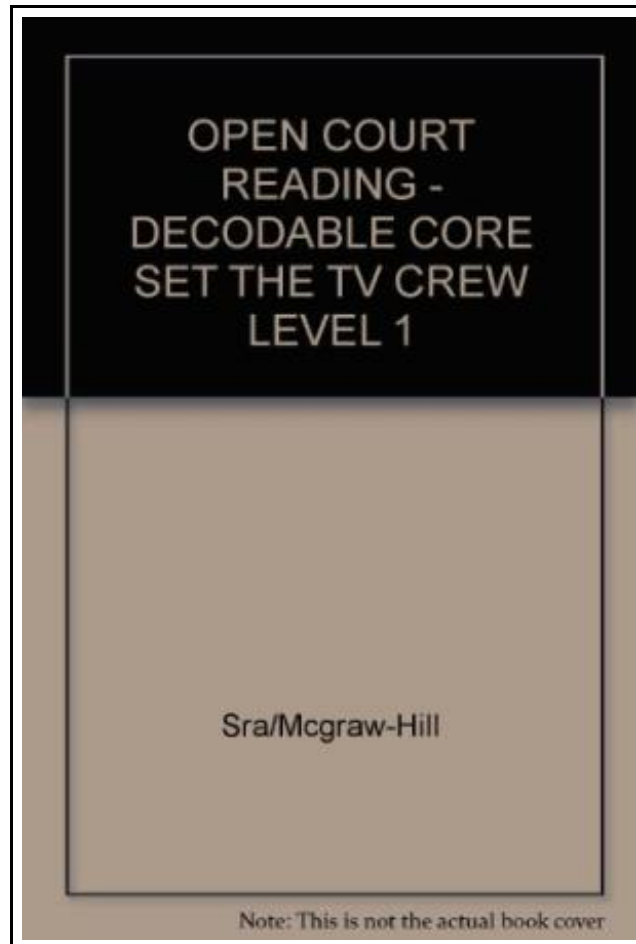 OPEN COURT
READING -
DECODABLE CORE
SET THE TV CREW
LEVEL 1
Sra/Mcgraw-Hill
Note: This is not the actual book cover